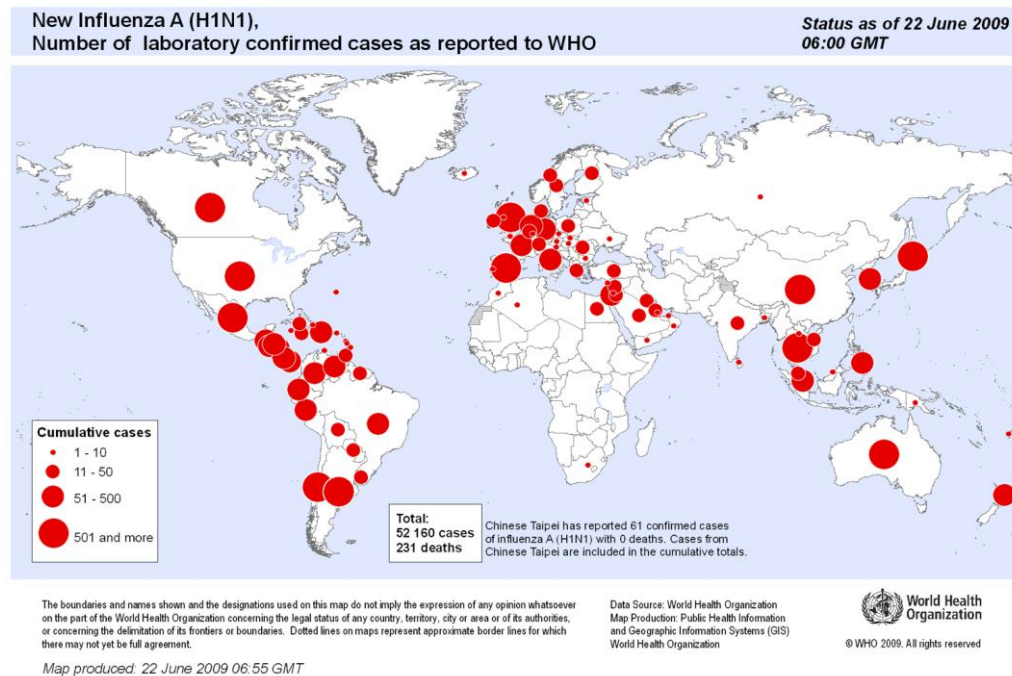 New Influenza A (H1N1),
Number of laboratory confirmed cases as reported to WHO
Status as of 22 June 2009
06:00 GMT
Cumulative cases
1 - 10
11 - 50
51 - 500
501 and more
Total:
52 160 cases
231 deaths
Chinese Taipei has reported 61 confirmed cases
of influenza A (H1N1) with 0 deaths. Cases from
Chinese Taipei are included in the cumulative totals.
The boundaries and names shown and the designations used on this map do not imply the expression of any opinion whatsoever
on the part of the World Health Organization concerning the legal status of any country, territory, city or area or of its authorities,
or concerning the delimitation of its frontiers or boundaries. Dotted lines on maps represent approximate border lines for which
there may not yet be full agreement.
Data Source: World Health Organization
Map Production: Public Health Information
and Geographic Information Systems (GIS)
World Health Organization
World Health
Organization
© WHO 2009. All rights reserved
Map produced: 22 June 2009 06:55 GMT